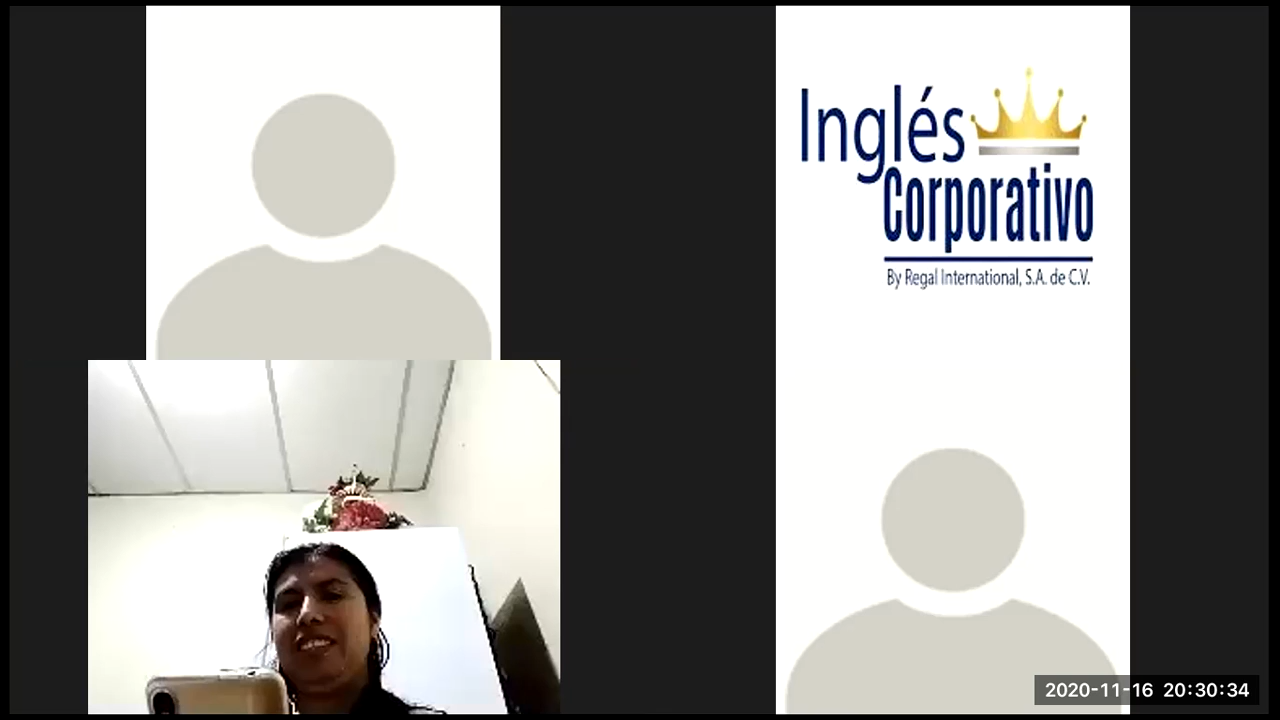 Inglés
Corporativo
By Regal International, S.A. de C.V.
2020-11-16 20:30:34